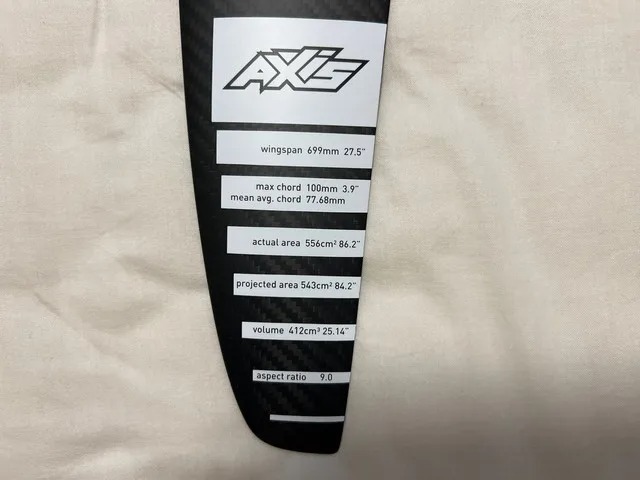 AXIS
wingspan 699mm 27.5"
max chord 100mm 3.9"
mean avg. chord 77.68mm
actual area 556cm² 86.2"
projected area 543cm² 84.2"
volume 412cm³ 25.14"
aspect ratio 9.0